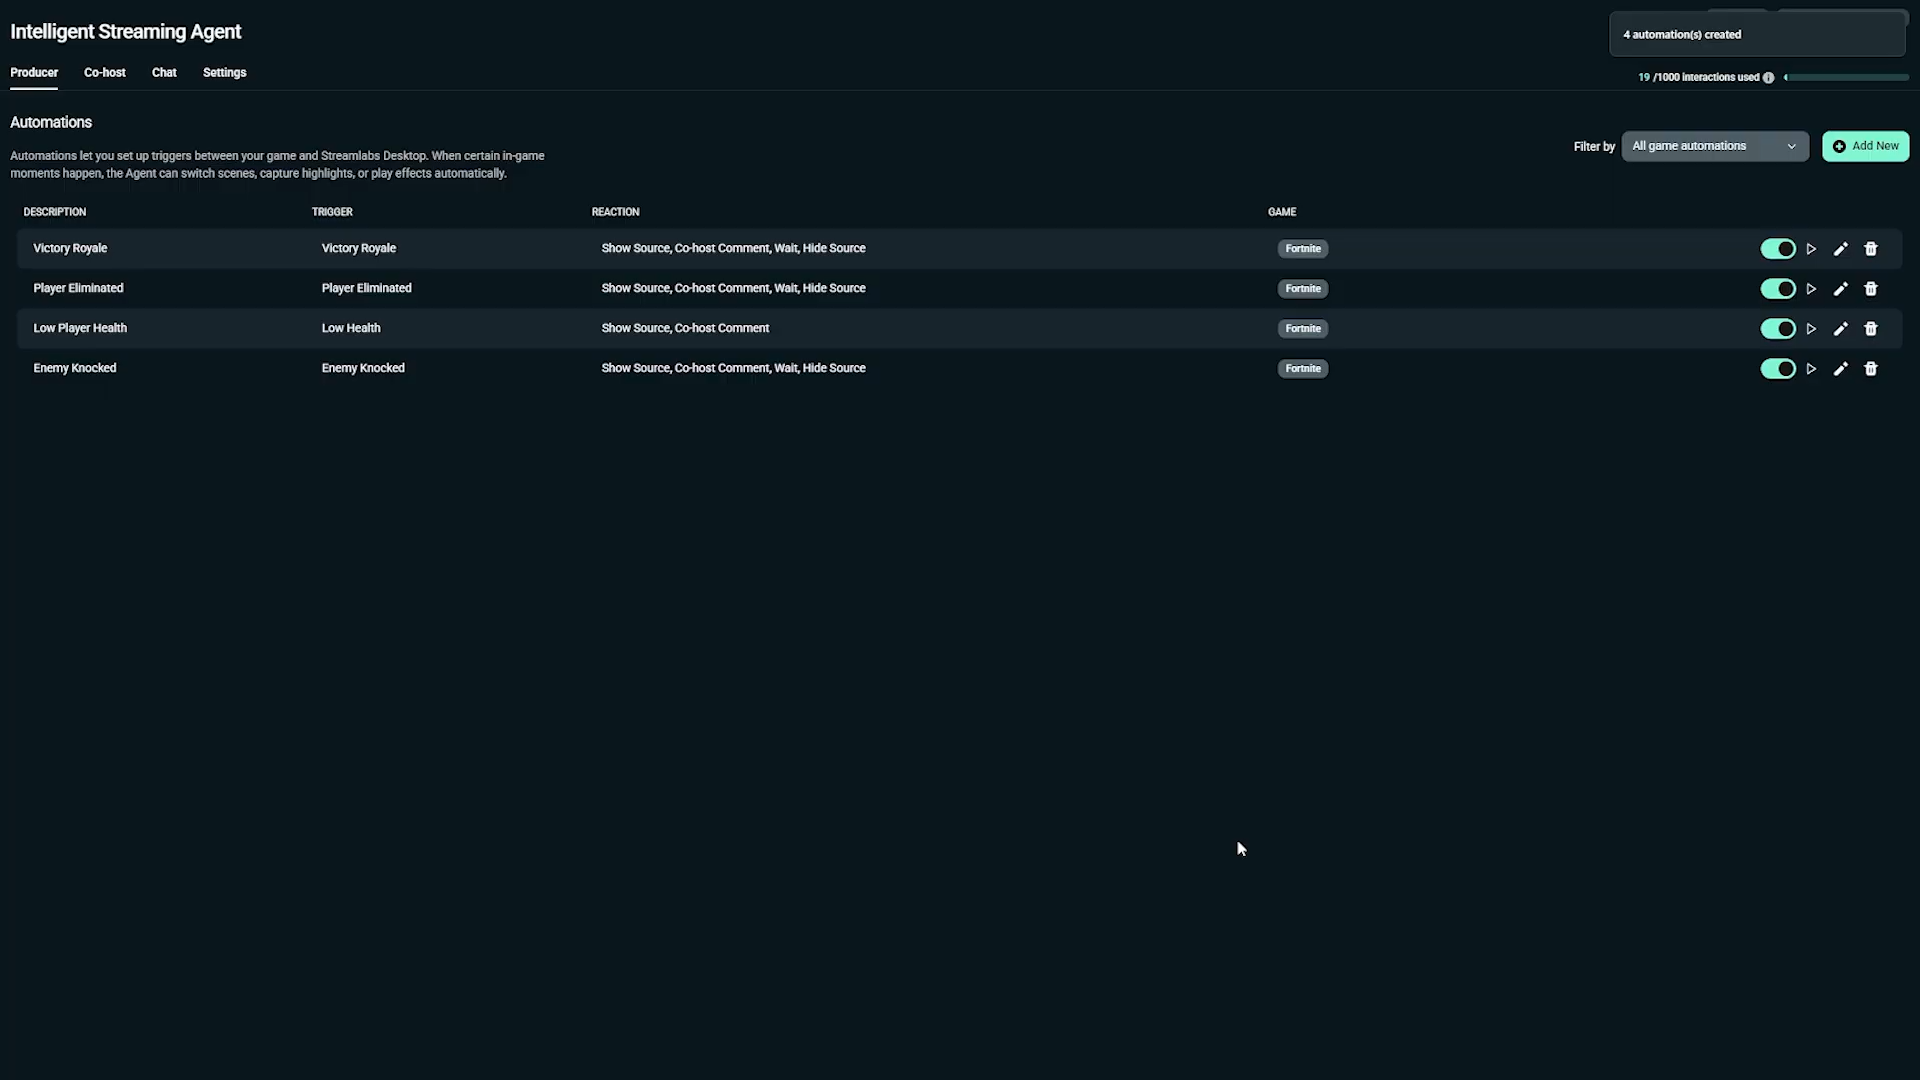 Intelligent Streaming Agent
4 automation(s) created
Producer Co-host Chat Settings
19 /1000 interactions used
Automations
Automations let you set up triggers between your game and Streamlabs Desktop. When certain in-game
moments happen, the Agent can switch scenes, capture highlights, or play effects automatically.
Filter by All game automations Add New
DESCRIPTION TRIGGER REACTION GAME
Victory Royale Victory Royale Show Source, Co-host Comment, Wait, Hide Source Fortnite
Player Eliminated Player Eliminated Show Source, Co-host Comment, Wait, Hide Source Fortnite
Low Player Health Low Health Show Source, Co-host Comment Fortnite
Enemy Knocked Enemy Knocked Show Source, Co-host Comment, Wait, Hide Source Fortnite